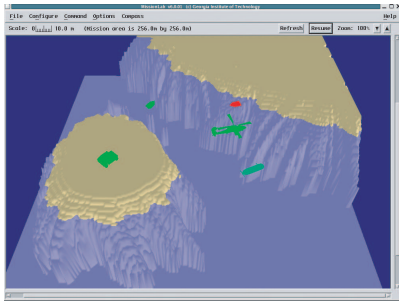 MissionLab v6.0.01 (c) Georgia Institute of Technology
File Configure Command Options Compass Help
Scale: 10.0 m (Mission area is 256.0m by 256.0m) Refresh Resume Zoom: 100%